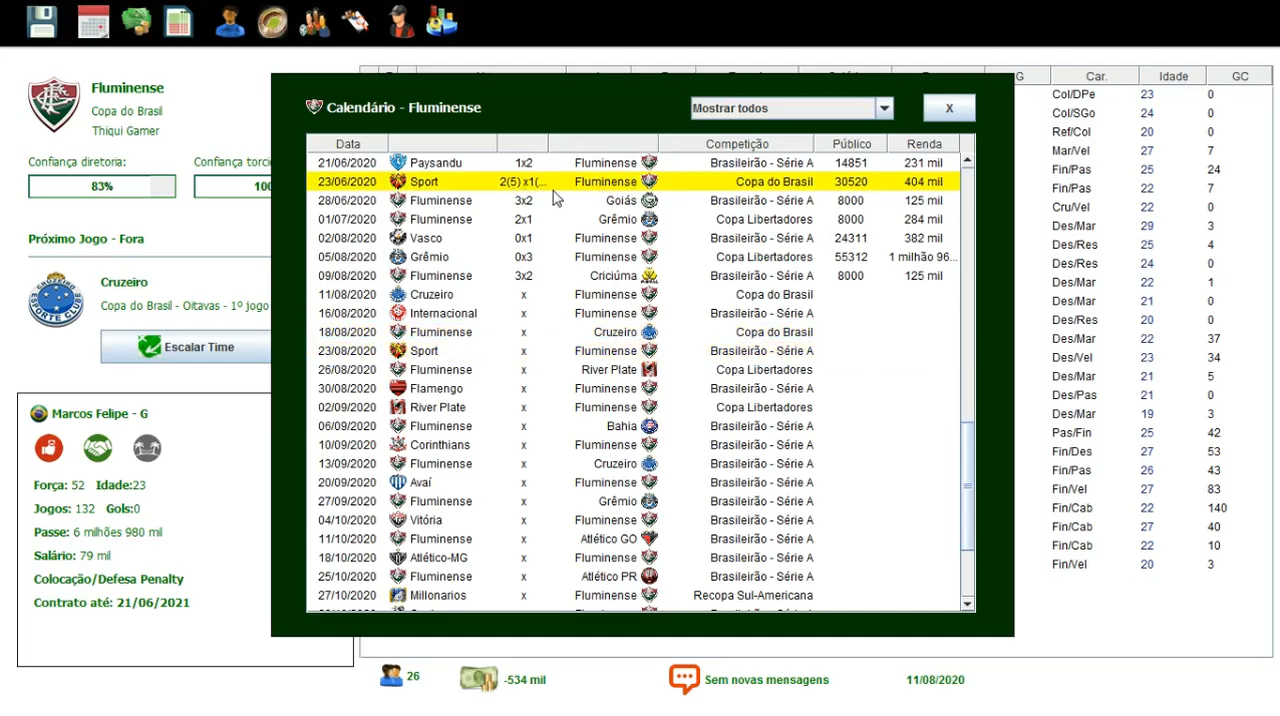 Fluminense
Copa do Brasil
Thiqui Gamer
Confiança diretoria: Confiança torci
83% 100
Próximo Jogo - Fora
Cruzeiro
Copa do Brasil - Oitavas - 1º jogo
Escalar Time
Marcos Felipe - G
Força: 52 Idade:23
Jogos: 132 Gols:0
Passe: 6 milhões 980 mil
Salário: 79 mil
Colocação/Defesa Penalty
Contrato até: 21/06/2021
Calendário - Fluminense Mostrar todos X
Data Competição Público Renda
21/06/2020 Paysandu 1x2 Fluminense Brasileirão - Série A 14851 231 mil
23/06/2020 Sport 2(5) x1(... Fluminense Copa do Brasil 30520 404 mil
28/06/2020 Fluminense 3x2 Goiás Brasileirão - Série A 8000 125 mil
01/07/2020 Fluminense 2x1 Grêmio Copa Libertadores 8000 284 mil
02/08/2020 Vasco 0x1 Fluminense Brasileirão - Série A 24311 382 mil
05/08/2020 Grêmio 0x3 Fluminense Copa Libertadores 55312 1 milhão 96...
09/08/2020 Fluminense 3x2 Criciúma Brasileirão - Série A 8000 125 mil
11/08/2020 Cruzeiro x Fluminense Copa do Brasil
16/08/2020 Internacional x Fluminense Brasileirão - Série A
18/08/2020 Fluminense x Cruzeiro Copa do Brasil
23/08/2020 Sport x Fluminense Brasileirão - Série A
26/08/2020 Fluminense x River Plate Copa Libertadores
30/08/2020 Flamengo x Fluminense Brasileirão - Série A
02/09/2020 River Plate x Fluminense Copa Libertadores
06/09/2020 Fluminense x Bahia Brasileirão - Série A
10/09/2020 Corinthians x Fluminense Brasileirão - Série A
13/09/2020 Fluminense x Cruzeiro Brasileirão - Série A
20/09/2020 Avaí x Fluminense Brasileirão - Série A
27/09/2020 Fluminense x Grêmio Brasileirão - Série A
04/10/2020 Vitória x Fluminense Brasileirão - Série A
11/10/2020 Fluminense x Atlético GO Brasileirão - Série A
18/10/2020 Atlético-MG x Fluminense Brasileirão - Série A
25/10/2020 Fluminense x Atlético PR Brasileirão - Série A
27/10/2020 Millonarios x Fluminense Recopa Sul-Americana
G Car. Idade GC
Col/DPe 23 0
Col/SGo 24 0
Ref/Col 20 0
Mar/Vel 27 7
Fin/Pas 25 24
Fin/Pas 22 7
Cru/Vel 22 0
Des/Mar 29 3
Des/Res 25 4
Des/Res 24 0
Des/Mar 22 1
Des/Mar 21 0
Des/Res 20 0
Des/Mar 22 37
Des/Vel 23 34
Des/Mar 21 5
Des/Pas 21 0
Des/Mar 19 3
Pas/Fin 25 42
Fin/Des 27 53
Fin/Pas 26 43
Fin/Vel 27 83
Fin/Cab 22 140
Fin/Cab 27 40
Fin/Cab 22 10
Fin/Vel 20 3
26 -534 mil Sem novas mensagens 11/08/2020